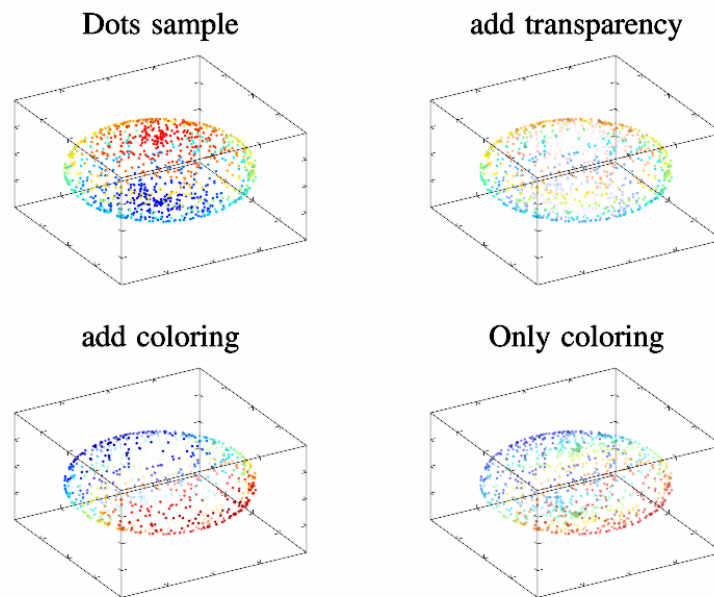 Dots sample
add transparency
add coloring
Only coloring